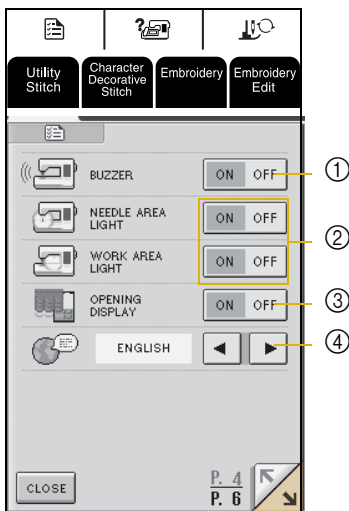 Utility Stitch
Character Decorative Stitch
Embroidery
Embroidery Edit
BUZZER
ON OFF
①
NEEDLE AREA LIGHT
ON OFF
②
WORK AREA LIGHT
ON OFF
OPENING DISPLAY
ON OFF
③
ENGLISH
④
CLOSE
P. 4
P. 6